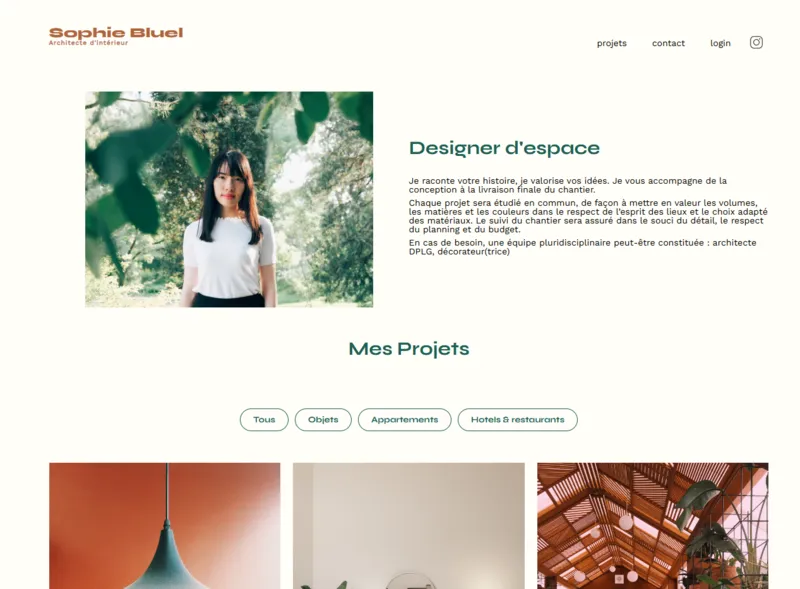 Sophie Bluel
Architecte d'intérieur
projets
contact
login
Designer d'espace
Je raconte votre histoire, je valorise vos idées. Je vous accompagne de la
conception à la livraison finale du chantier.
Chaque projet sera étudié en commun, de façon à mettre en valeur les volumes,
les matières et les couleurs dans le respect de l'esprit des lieux et le choix adapté
des matériaux. Le suivi du chantier sera assuré dans le souci du détail, le respect
du planning et du budget.
En cas de besoin, une équipe pluridisciplinaire peut-être constituée : architecte
DPLG, décorateur(trice)
Mes Projets
Tous
Objets
Appartements
Hotels & restaurants